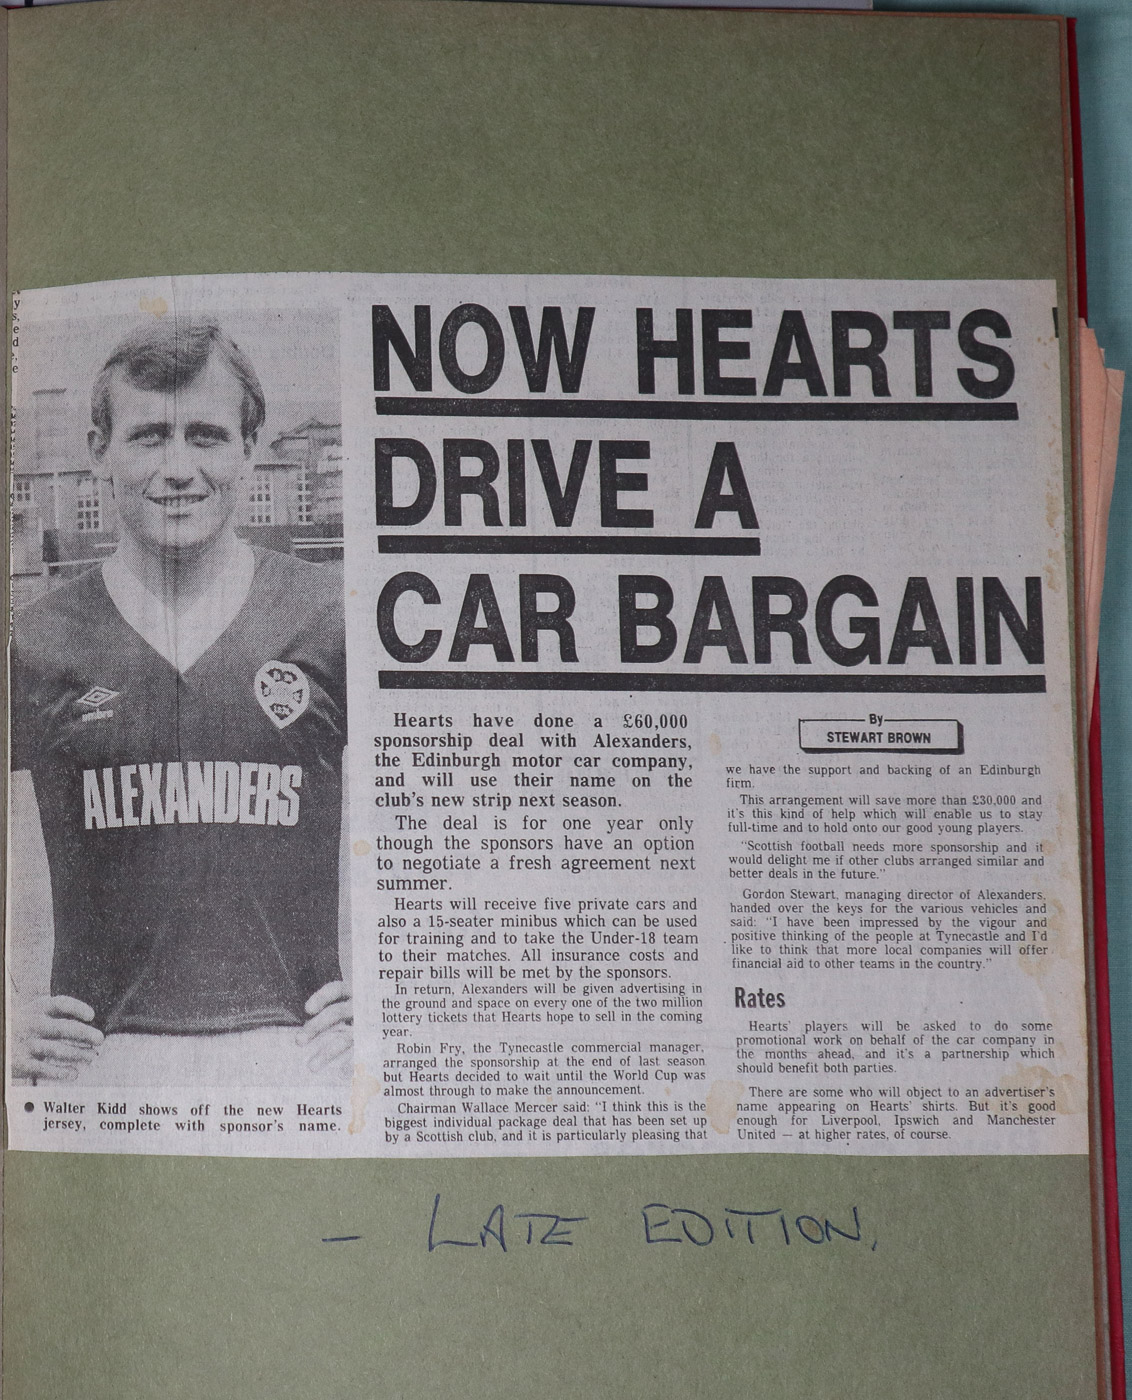 NOW HEARTS
DRIVE A
CAR BARGAIN
umbro
ALEXANDERS
● Walter Kidd shows off the new Hearts
jersey, complete with sponsor's name.
Hearts have done a £60,000
sponsorship deal with Alexanders,
the Edinburgh motor car company,
and will use their name on the
club's new strip next season.
The deal is for one year only
though the sponsors have an option
to negotiate a fresh agreement next
summer.
Hearts will receive five private cars and
also a 15-seater minibus which can be used
for training and to take the Under-18 team
to their matches. All insurance costs and
repair bills will be met by the sponsors.
In return, Alexanders will be given advertising in
the ground and space on every one of the two million
lottery tickets that Hearts hope to sell in the coming
year.
Robin Fry, the Tynecastle commercial manager,
arranged the sponsorship at the end of last season
but Hearts decided to wait until the World Cup was
almost through to make the announcement.
Chairman Wallace Mercer said: "I think this is the
biggest individual package deal that has been set up
by a Scottish club, and it is particularly pleasing that
By
STEWART BROWN
we have the support and backing of an Edinburgh
firm.
This arrangement will save more than £30,000 and
it's this kind of help which will enable us to stay
full-time and to hold onto our good young players.
"Scottish football needs more sponsorship and it
would delight me if other clubs arranged similar and
better deals in the future."
Gordon Stewart, managing director of Alexanders,
handed over the keys for the various vehicles and
said: "I have been impressed by the vigour and
positive thinking of the people at Tynecastle and I'd
like to think that more local companies will offer
financial aid to other teams in the country."
Rates
Hearts' players will be asked to do some
promotional work on behalf of the car company in
the months ahead, and it's a partnership which
should benefit both parties.
There are some who will object to an advertiser's
name appearing on Hearts' shirts. But it's good
enough for Liverpool, Ipswich and Manchester
United — at higher rates, of course.
— LATE EDITION.